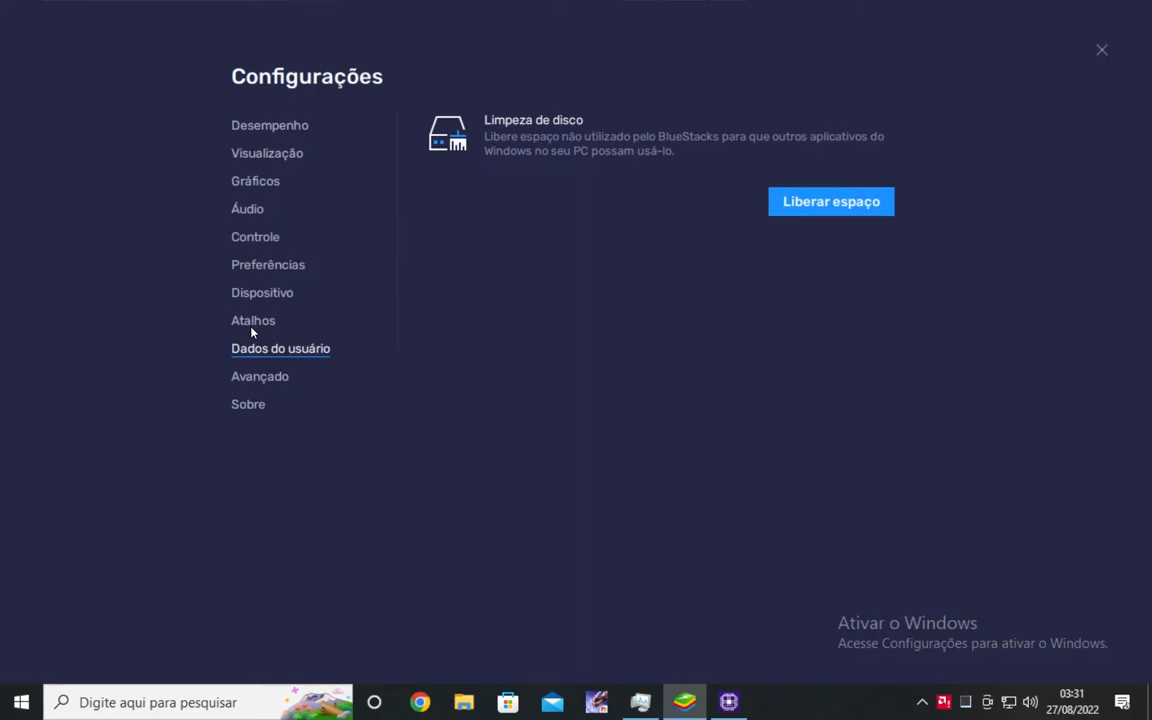 Configurações
Desempenho
Visualização
Gráficos
Áudio
Controle
Preferências
Dispositivo
Atalhos
Dados do usuário
Avançado
Sobre
Limpeza de disco
Libere espaço não utilizado pelo BlueStacks para que outros aplicativos do
Windows no seu PC possam usá-lo.
Liberar espaço
Ativar o Windows
Acesse Configurações para ativar o Windows.
Digite aqui para pesquisar
03:31
27/08/2022